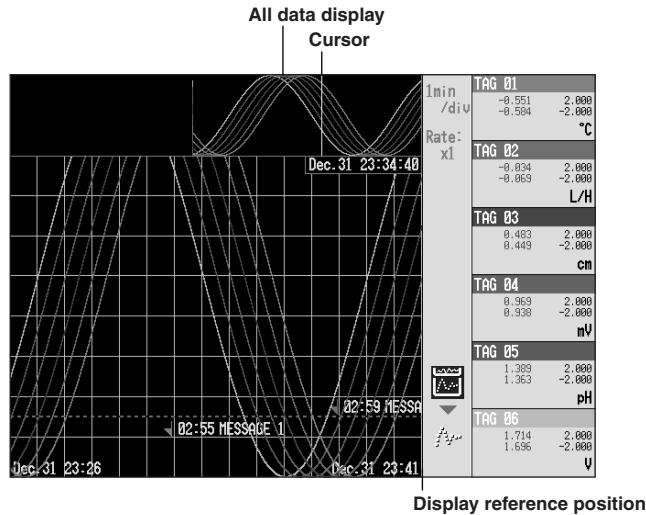 All data display
Cursor
1min
/div
Rate:
x1
Dec.31 23:34:40
02:59 MESSA
02:55 MESSAGE 1
Dec.31 23:26
Dec.31 23:41
TAG 01
-0.551 2.000
-0.584 -2.000
°C
TAG 02
-0.034 2.000
-0.069 -2.000
L/H
TAG 03
0.483 2.000
0.449 -2.000
cm
TAG 04
0.969 2.000
0.938 -2.000
mV
TAG 05
1.389 2.000
1.363 -2.000
pH
TAG 06
1.714 2.000
1.696 -2.000
V
Display reference position